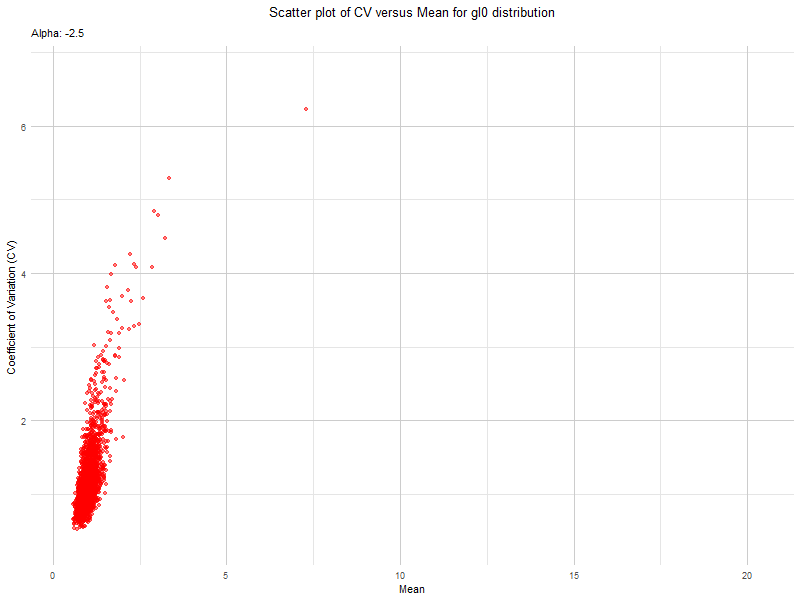 Scatter plot of CV versus Mean for gI0 distribution
Alpha: -2.5
Coefficient of Variation (CV)
6
4
2
0 5 10 15 20
Mean